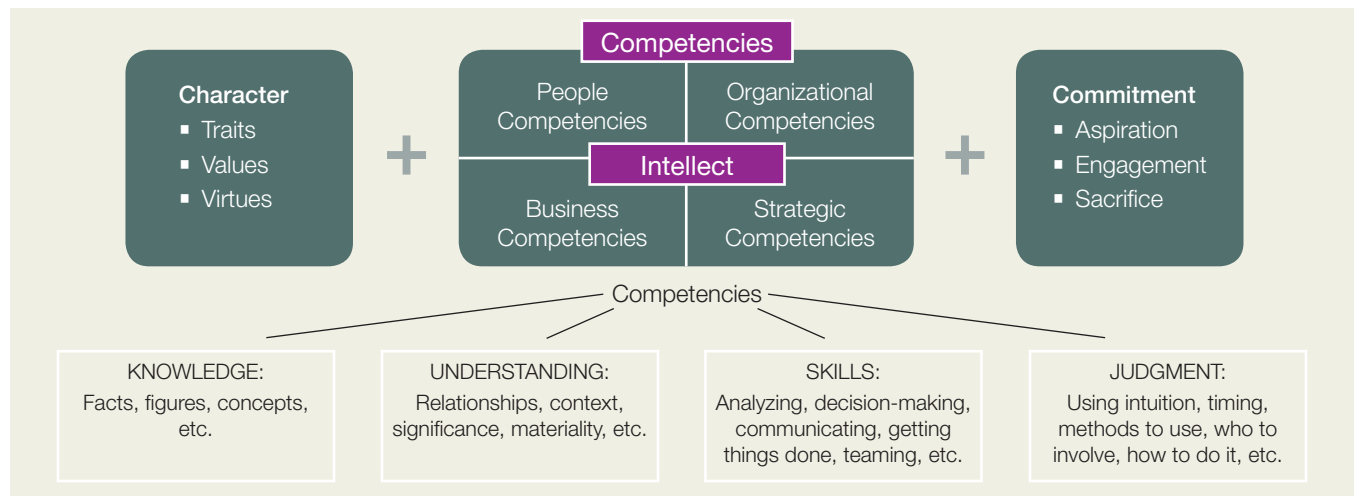 Competencies
Character
▪ Traits
▪ Values
▪ Virtues
+
People
Competencies
Organizational
Competencies
Intellect
Business
Competencies
Strategic
Competencies
+
Commitment
▪ Aspiration
▪ Engagement
▪ Sacrifice
Competencies
KNOWLEDGE:
Facts, figures, concepts,
etc.
UNDERSTANDING:
Relationships, context,
significance, materiality, etc.
SKILLS:
Analyzing, decision-making,
communicating, getting
things done, teaming, etc.
JUDGMENT:
Using intuition, timing,
methods to use, who to
involve, how to do it, etc.